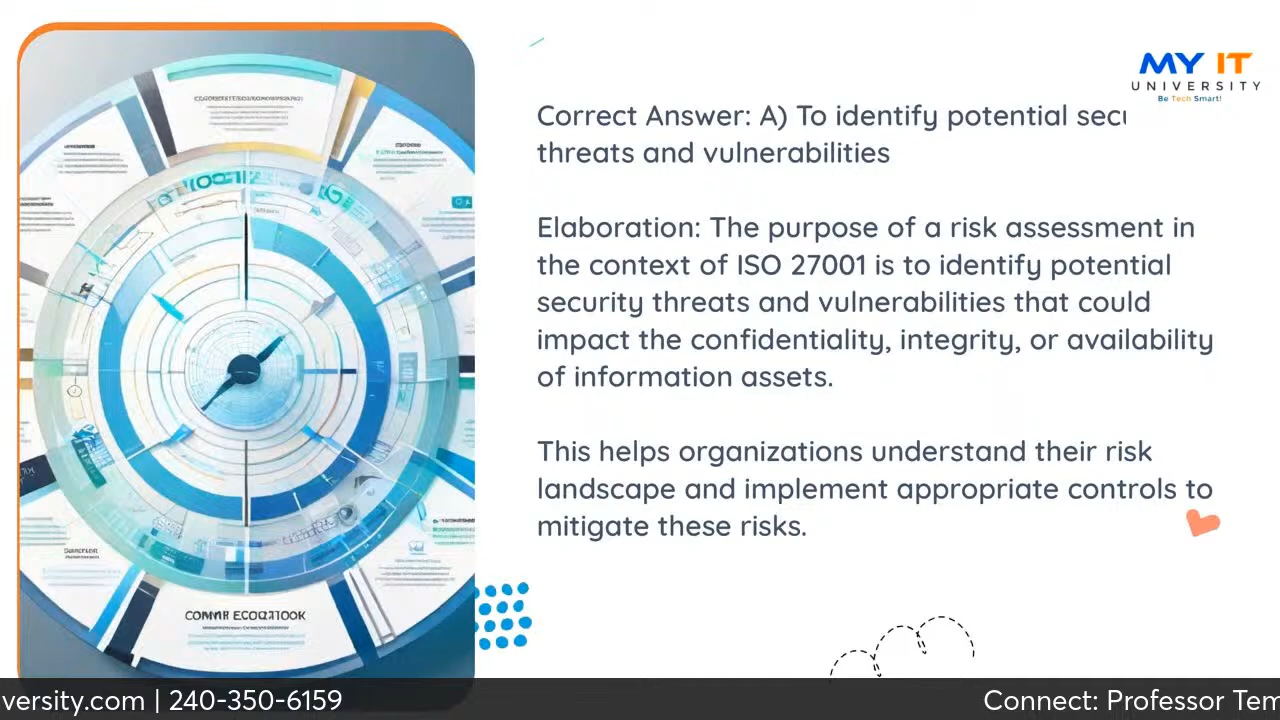 MY IT
UNIVERSITY
Be Tech Smart!
Correct Answer: A) To identify potential secu
threats and vulnerabilities
Elaboration: The purpose of a risk assessment in
the context of ISO 27001 is to identify potential
security threats and vulnerabilities that could
impact the confidentiality, integrity, or availability
of information assets.
This helps organizations understand their risk
landscape and implement appropriate controls to
mitigate these risks.
versity.com | 240-350-6159
Connect: Professor Tem